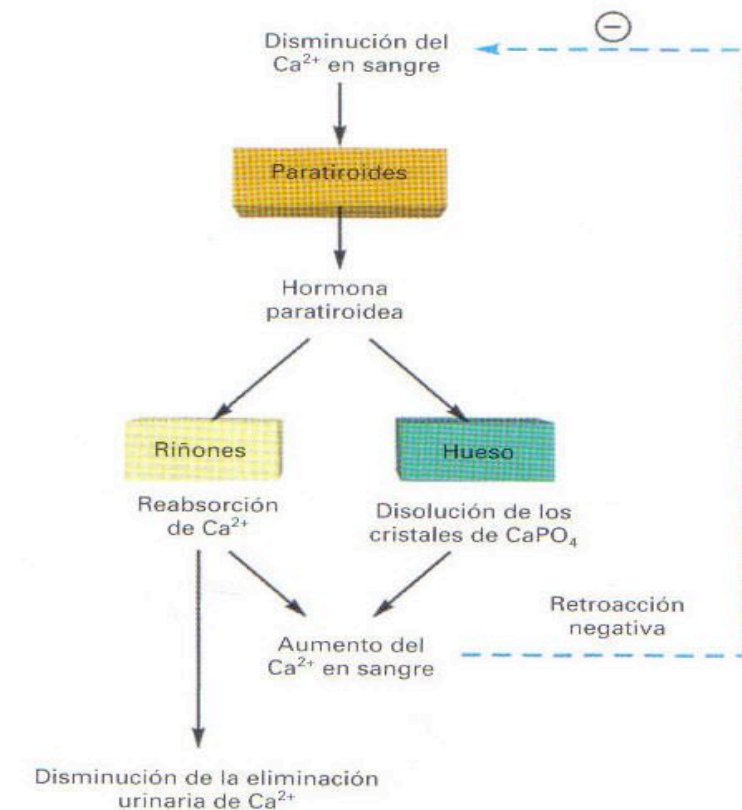 Disminución del
Ca²⁺ en sangre
−
Paratiroides
Hormona
paratiroidea
Riñones
Hueso
Reabsorción
de Ca²⁺
Disolución de los
cristales de CaPO₄
Retroacción
negativa
Aumento del
Ca²⁺ en sangre
Disminución de la eliminación
urinaria de Ca²⁺